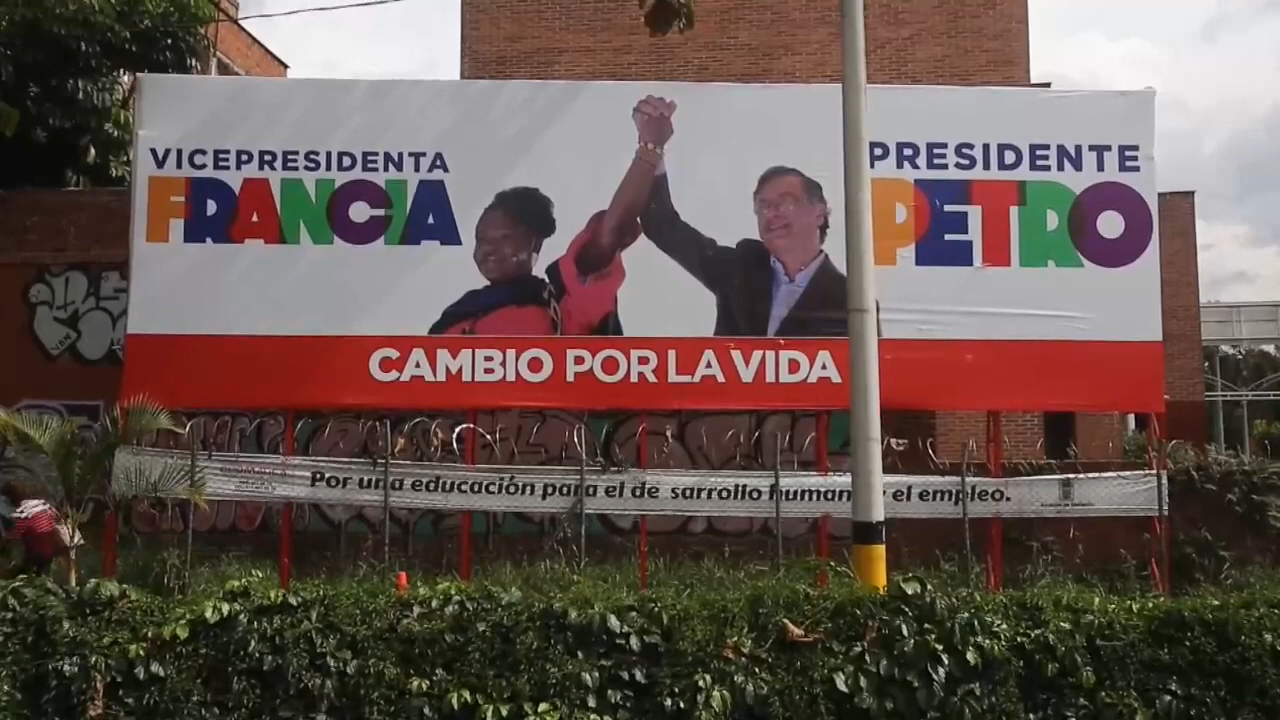 VICEPRESIDENTA
FRANCIA
PRESIDENTE
PETRO
CAMBIO POR LA VIDA
Por una educación para el de sarrollo humano y el empleo.